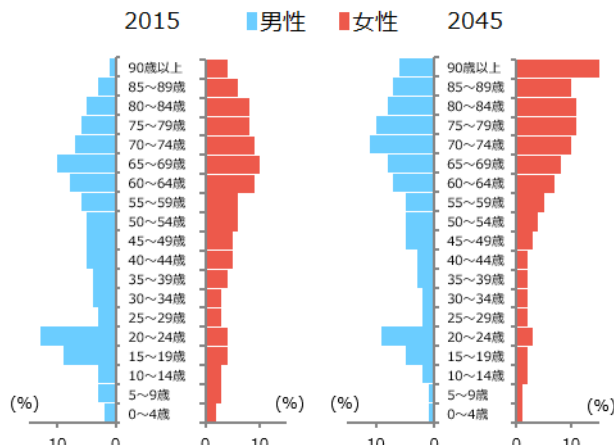 2015 男性 女性 2045
90歳以上 90歳以上
85～89歳 85～89歳
80～84歳 80～84歳
75～79歳 75～79歳
70～74歳 70～74歳
65～69歳 65～69歳
60～64歳 60～64歳
55～59歳 55～59歳
50～54歳 50～54歳
45～49歳 45～49歳
40～44歳 40～44歳
35～39歳 35～39歳
30～34歳 30～34歳
25～29歳 25～29歳
20～24歳 20～24歳
15～19歳 15～19歳
10～14歳 10～14歳
5～9歳 5～9歳
(%) 0～4歳 (%) (%) 0～4歳 (%)
10 0 0 10 10 0 0 10